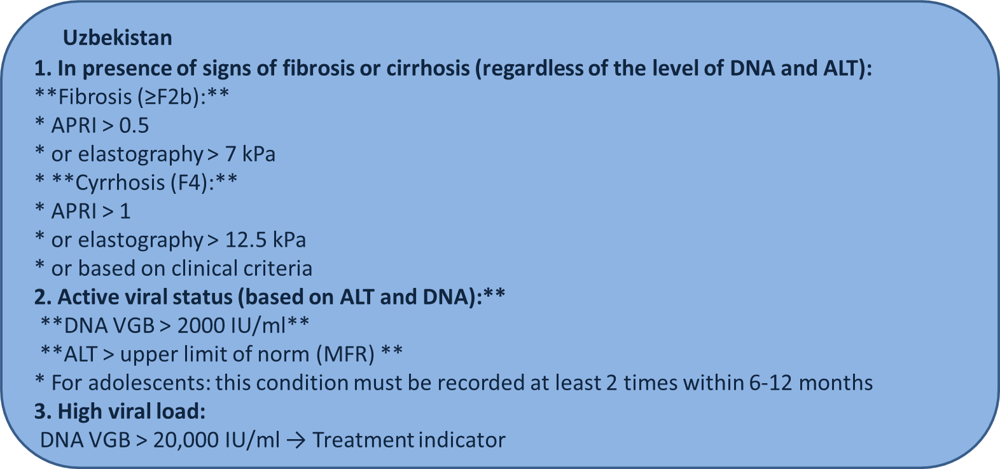 Uzbekistan
1. In presence of signs of fibrosis or cirrhosis (regardless of the level of DNA and ALT):
**Fibrosis (≥F2b):**
* APRI > 0.5
* or elastography > 7 kPa
* **Cyrrhosis (F4):**
* APRI > 1
* or elastography > 12.5 kPa
* or based on clinical criteria
2. Active viral status (based on ALT and DNA):**
**DNA VGB > 2000 IU/ml**
**ALT > upper limit of norm (MFR) **
* For adolescents: this condition must be recorded at least 2 times within 6-12 months
3. High viral load:
DNA VGB > 20,000 IU/ml → Treatment indicator